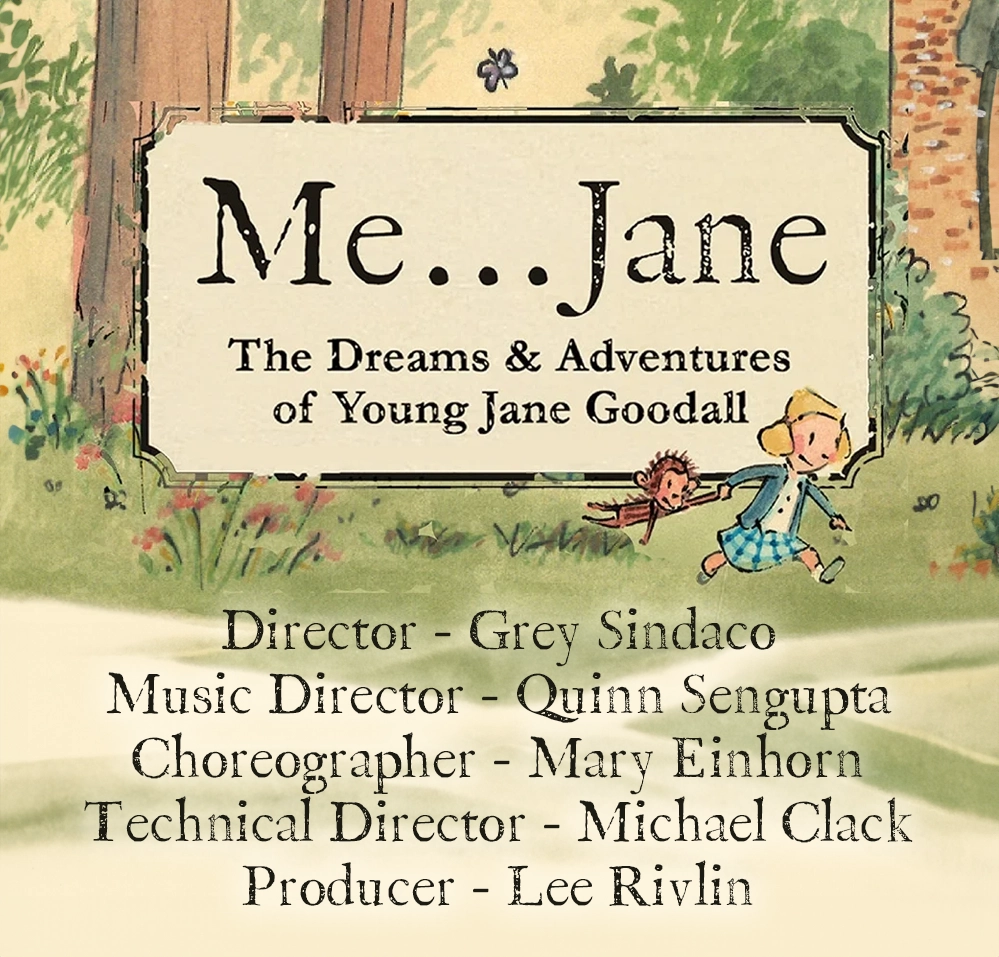 Me...Jane
The Dreams & Adventures
of Young Jane Goodall
Director - Grey Sindaco
Music Director - Quinn Sengupta
Choreographer - Mary Einhorn
Technical Director - Michael Clack
Producer - Lee Rivlin